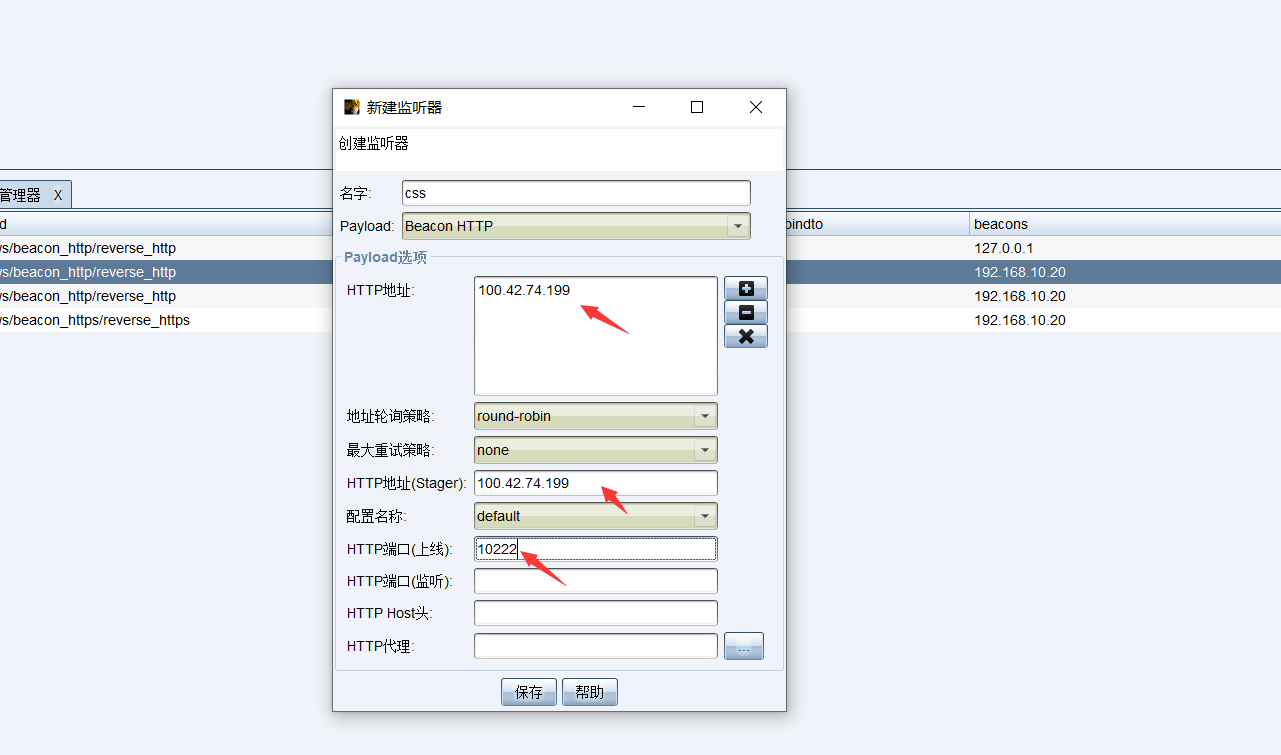 新建监听器
创建监听器
管理器 X
名字: css
Payload: Beacon HTTP
d
bindto
beacons
s/beacon_http/reverse_http
127.0.0.1
s/beacon_http/reverse_http
192.168.10.20
s/beacon_http/reverse_http
192.168.10.20
s/beacon_https/reverse_https
192.168.10.20
Payload选项
HTTP地址: 100.42.74.199
地址轮询策略: round-robin
最大重试策略: none
HTTP地址(Stager): 100.42.74.199
配置名称: default
HTTP端口(上线): 10222
HTTP端口(监听):
HTTP Host头:
HTTP代理: ...
保存 帮助